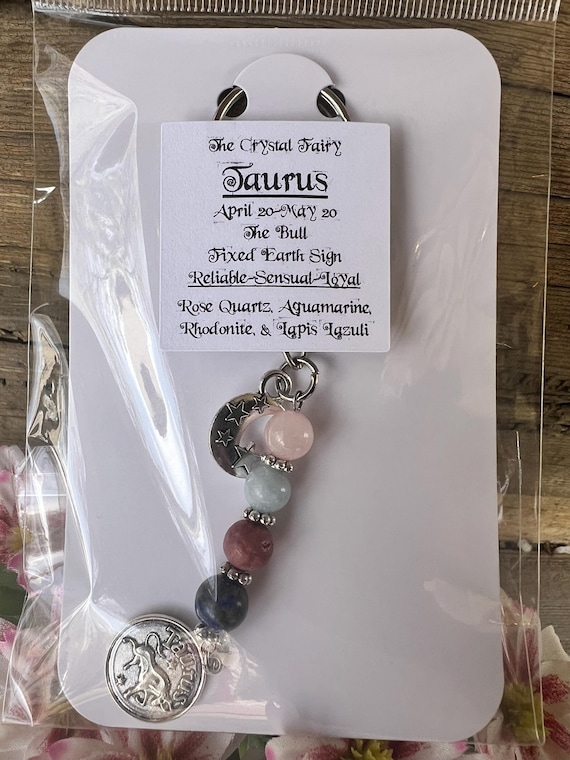 The Crystal Fairy
Taurus
April 20-May 20
The Bull
Fixed Earth Sign
Reliable-Sensual-Loyal
Rose Quartz, Aquamarine,
Rhodonite, & Lapis Lazuli
Taurus